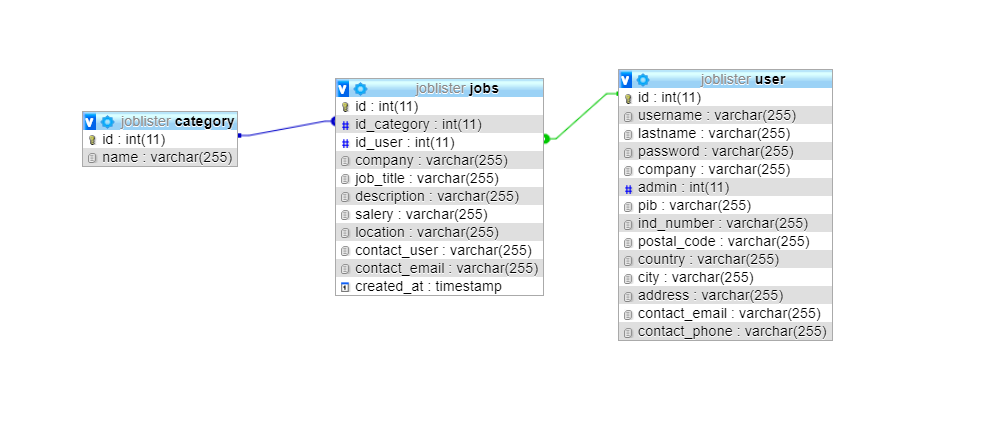 joblister category
id : int(11)
name : varchar(255)
joblister jobs
id : int(11)
id_category : int(11)
id_user : int(11)
company : varchar(255)
job_title : varchar(255)
description : varchar(255)
salery : varchar(255)
location : varchar(255)
contact_user : varchar(255)
contact_email : varchar(255)
created_at : timestamp
joblister user
id : int(11)
username : varchar(255)
lastname : varchar(255)
password : varchar(255)
company : varchar(255)
admin : int(11)
pib : varchar(255)
ind_number : varchar(255)
postal_code : varchar(255)
country : varchar(255)
city : varchar(255)
address : varchar(255)
contact_email : varchar(255)
contact_phone : varchar(255)